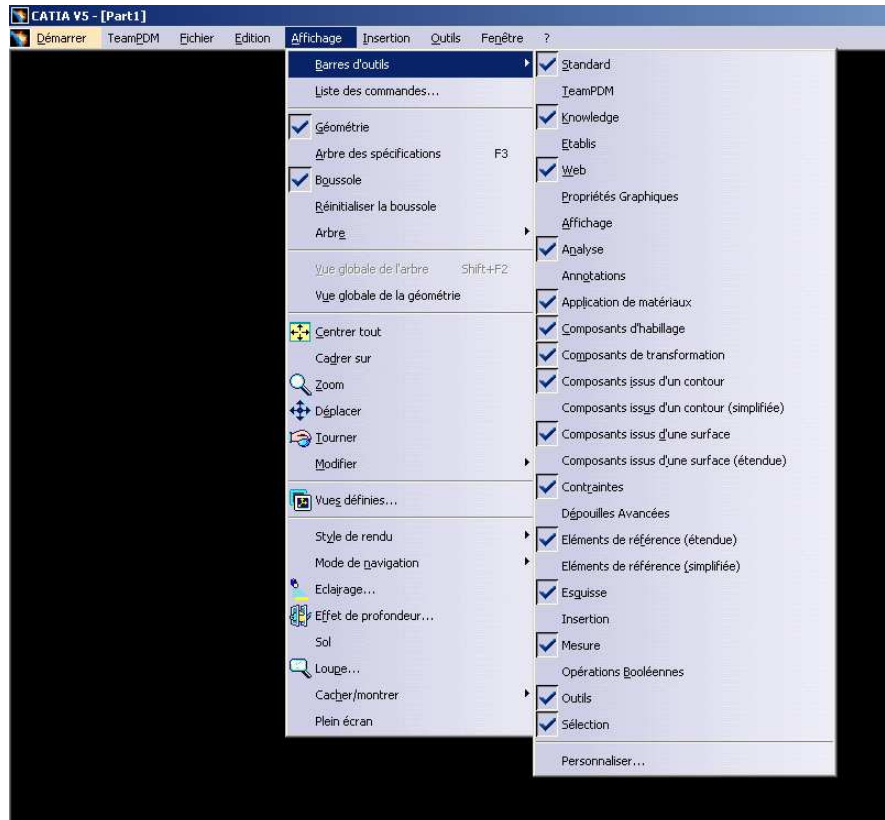 CATIA V5 - [Part1]
Démarrer TeamPDM Fichier Edition Affichage Insertion Outils Fenêtre ?
Barres d'outils
Liste des commandes...
Géométrie
Arbre des spécifications F3
Boussole
Réinitialiser la boussole
Arbre
Vue globale de l'arbre Shift+F2
Vue globale de la géométrie
Centrer tout
Cadrer sur
Zoom
Déplacer
Tourner
Modifier
Vues définies...
Style de rendu
Mode de navigation
Eclairage...
Effet de profondeur...
Sol
Loupe...
Cacher/montrer
Plein écran
Standard
TeamPDM
Knowledge
Etablis
Web
Propriétés Graphiques
Affichage
Analyse
Annotations
Application de matériaux
Composants d'habillage
Composants de transformation
Composants issus d'un contour
Composants issus d'un contour (simplifiée)
Composants issus d'une surface
Composants issus d'une surface (étendue)
Contraintes
Dépouilles Avancées
Eléments de référence (étendue)
Eléments de référence (simplifiée)
Esquisse
Insertion
Mesure
Opérations Booléennes
Outils
Sélection
Personnaliser...